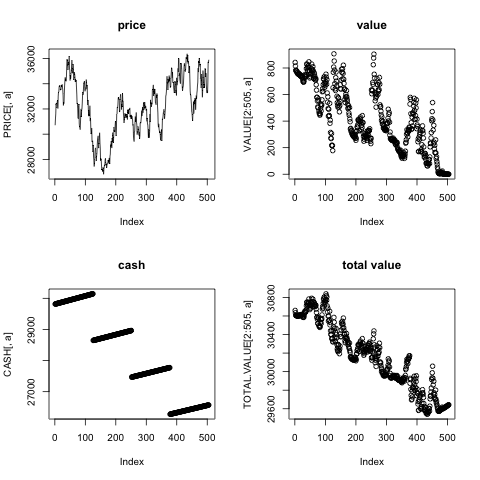 price
PRICE[, a]
28000 32000 36000
0 100 200 300 400 500
Index
value
VALUE[2:505, a]
0 200 400 600 800
0 100 200 300 400 500
Index
cash
CASH[, a]
27000 29000
0 100 200 300 400 500
Index
total value
TOTAL.VALUE[2:505, a]
29600 30000 30400 30800
0 100 200 300 400 500
Index